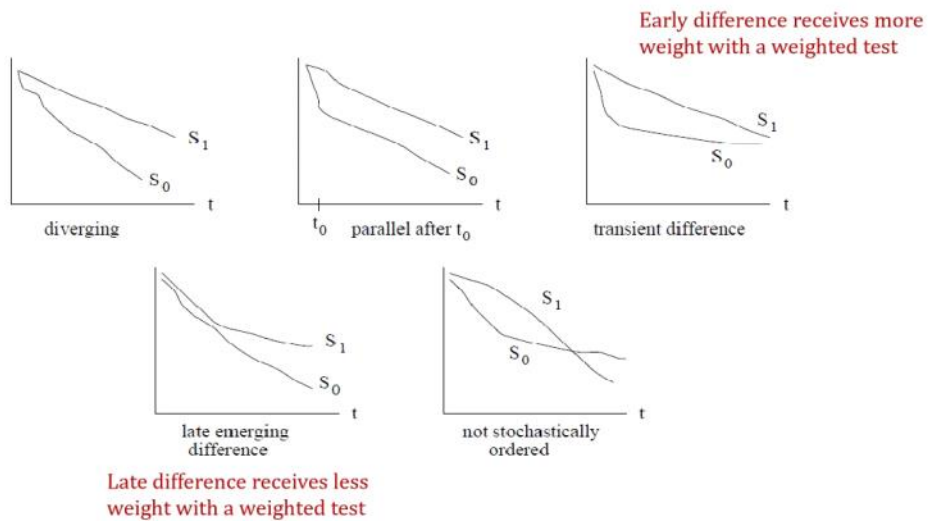 Early difference receives more
weight with a weighted test
S1
S0
t
diverging
S1
S0
t
t0
parallel after t0
S1
S0
t
transient difference
S1
S0
t
late emerging
difference
S1
S0
t
not stochastically
ordered
Late difference receives less
weight with a weighted test